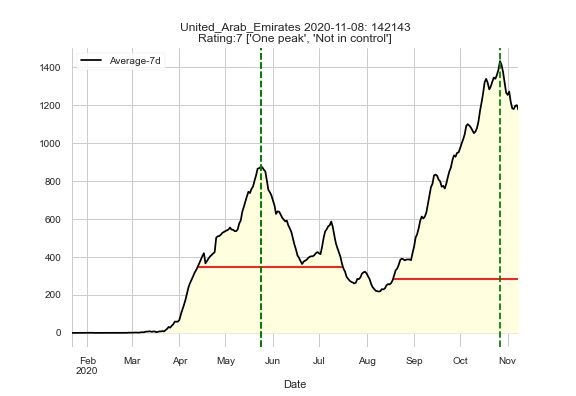 United_Arab_Emirates 2020-11-08: 142143
Rating:7 ['One peak', 'Not in control']
Average-7d
1400
1200
1000
800
600
400
200
0
Feb Mar Apr May Jun Jul Aug Sep Oct Nov
2020
Date